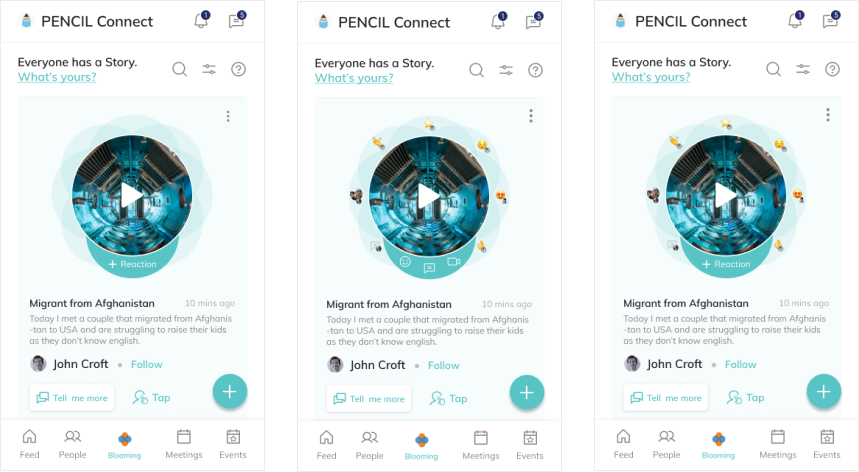 PENCIL Connect
1
5
Everyone has a Story.
What's yours?
+ Reaction
Migrant from Afghanistan
10 mins ago
Today I met a couple that migrated from Afghanis
-tan to USA and are struggling to raise their kids
as they don't know english.
John Croft
Follow
Tell me more
Tap
Feed
People
Blooming
Meetings
Events
PENCIL Connect
1
5
Everyone has a Story.
What's yours?
Migrant from Afghanistan
10 mins ago
Today I met a couple that migrated from Afghanis
-tan to USA and are struggling to raise their kids
as they don't know english.
John Croft
Follow
Tell me more
Tap
Feed
People
Blooming
Meetings
Events
PENCIL Connect
1
5
Everyone has a Story.
What's yours?
+ Reaction
Migrant from Afghanistan
10 mins ago
Today I met a couple that migrated from Afghanis
-tan to USA and are struggling to raise their kids
as they don't know english.
John Croft
Follow
Tell me more
Tap
Feed
People
Blooming
Meetings
Events